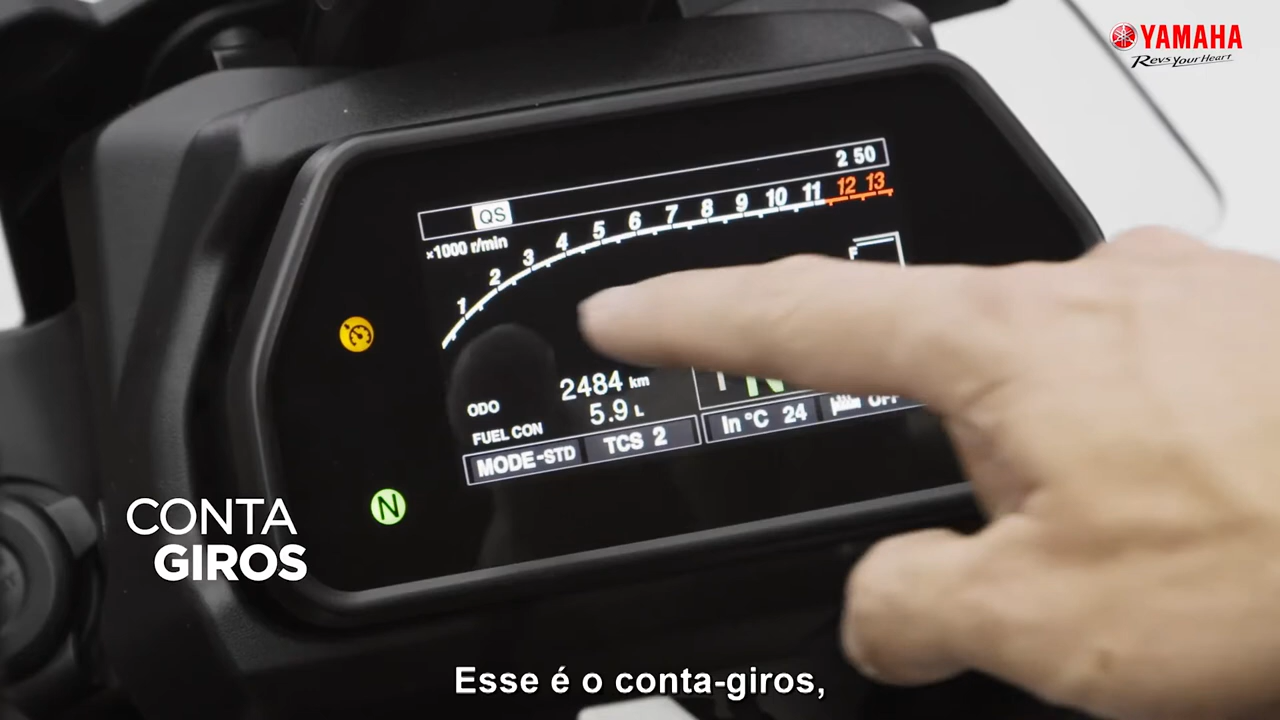 YAMAHA
Revs Your Heart
2 50
QS
×1000 r/min
1 2 3 4 5 6 7 8 9 10 11 12 13
F
ODO 2484 km
FUEL CON 5.9 L
N
MODE-STD TCS 2 In °C 24
N
CONTA
GIROS
Esse é o conta-giros,